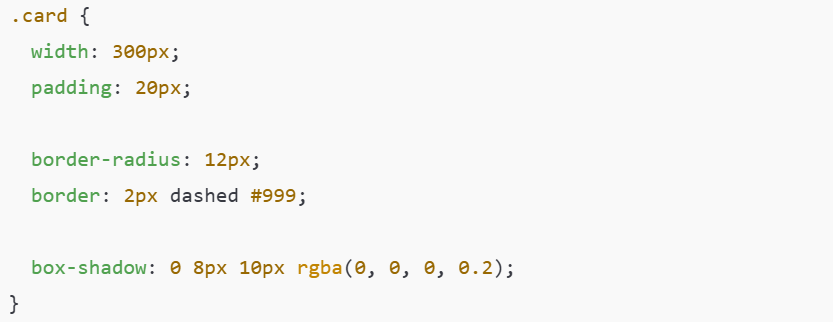 .card {
  width: 300px;
  padding: 20px;

  border-radius: 12px;
  border: 2px dashed #999;

  box-shadow: 0 8px 10px rgba(0, 0, 0, 0.2);
}